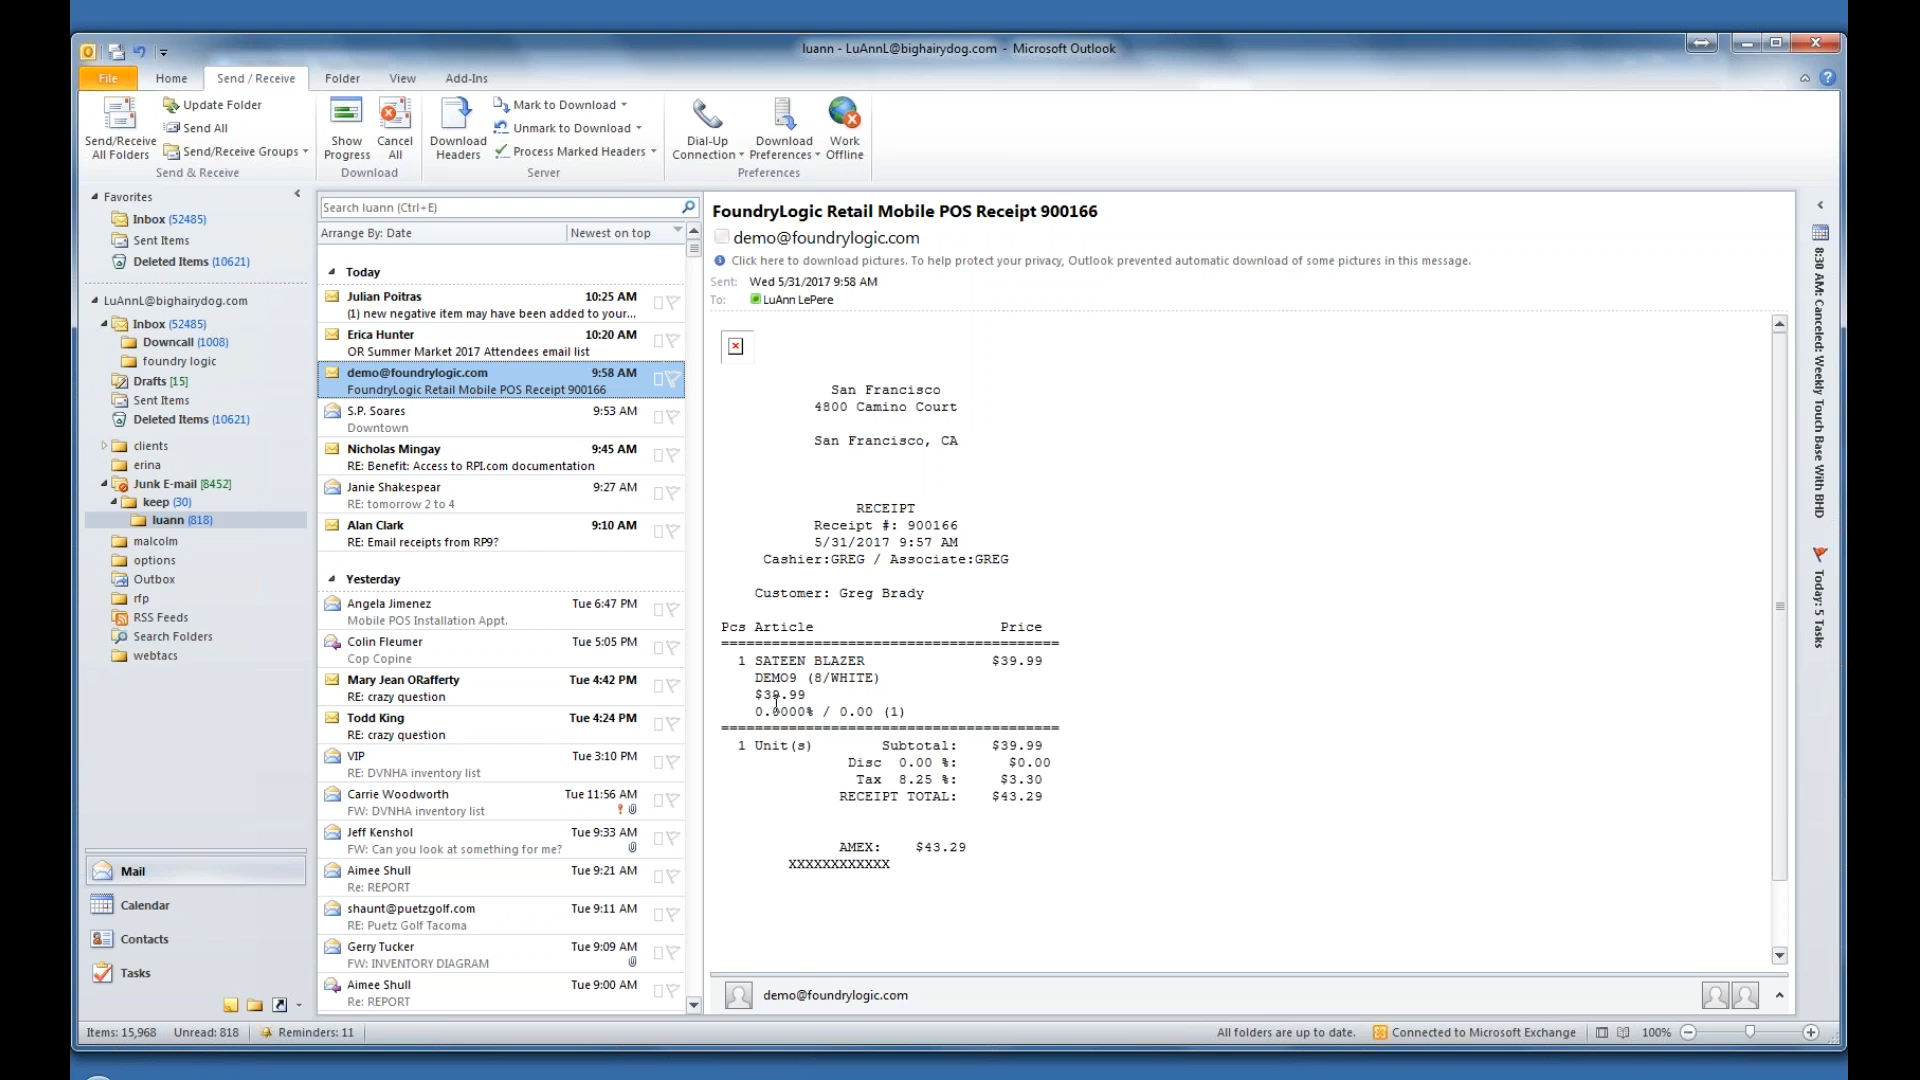 luann - LuAnnL@bighairydog.com - Microsoft Outlook
File Home Send / Receive Folder View Add-Ins
Send/Receive All Folders
Update Folder
Send All
Send/Receive Groups
Send & Receive
Show Progress
Cancel All
Download
Download Headers
Mark to Download
Unmark to Download
Process Marked Headers
Server
Dial-Up Connection
Download Preferences
Work Offline
Preferences
Favorites
Inbox (52485)
Sent Items
Deleted Items (10621)
LuAnnL@bighairydog.com
Inbox (52485)
Downcall (1008)
foundry logic
Drafts [15]
Sent Items
Deleted Items (10621)
clients
erina
Junk E-mail [8452]
keep (30)
luann (818)
malcolm
options
Outbox
rfp
RSS Feeds
Search Folders
webtacs
Mail
Calendar
Contacts
Tasks
Search luann (Ctrl+E)
Arrange By: Date Newest on top
Today
Julian Poitras 10:25 AM
(1) new negative item may have been added to your...
Erica Hunter 10:20 AM
OR Summer Market 2017 Attendees email list
demo@foundrylogic.com 9:58 AM
FoundryLogic Retail Mobile POS Receipt 900166
S.P. Soares 9:53 AM
Downtown
Nicholas Mingay 9:45 AM
RE: Benefit: Access to RPI.com documentation
Janie Shakespear 9:27 AM
RE: tomorrow 2 to 4
Alan Clark 9:10 AM
RE: Email receipts from RP9?
Yesterday
Angela Jimenez Tue 6:47 PM
Mobile POS Installation Appt.
Colin Fleumer Tue 5:05 PM
Cop Copine
Mary Jean ORafferty Tue 4:42 PM
RE: crazy question
Todd King Tue 4:24 PM
RE: crazy question
VIP Tue 3:10 PM
RE: DVNHA inventory list
Carrie Woodworth Tue 11:56 AM
FW: DVNHA inventory list
Jeff Kenshol Tue 9:33 AM
FW: Can you look at something for me?
Aimee Shull Tue 9:21 AM
Re: REPORT
shaunt@puetzgolf.com Tue 9:11 AM
RE: Puetz Golf Tacoma
Gerry Tucker Tue 9:09 AM
FW: INVENTORY DIAGRAM
Aimee Shull Tue 9:00 AM
Re: REPORT
FoundryLogic Retail Mobile POS Receipt 900166
demo@foundrylogic.com
Click here to download pictures. To help protect your privacy, Outlook prevented automatic download of some pictures in this message.
Sent: Wed 5/31/2017 9:58 AM
To: LuAnn LePere
San Francisco
4800 Camino Court
San Francisco, CA
RECEIPT
Receipt #: 900166
5/31/2017 9:57 AM
Cashier:GREG / Associate:GREG
Customer: Greg Brady
Pcs Article Price
========================================
1 SATEEN BLAZER $39.99
DEMO9 (8/WHITE)
$39.99
0.0000% / 0.00 (1)
========================================
1 Unit(s) Subtotal: $39.99
Disc 0.00 %: $0.00
Tax 8.25 %: $3.30
RECEIPT TOTAL: $43.29
AMEX: $43.29
XXXXXXXXXXXX
demo@foundrylogic.com
8:30 AM: Canceled: Weekly Touch Base With BHD
Today: 5 Tasks
Items: 15,968 Unread: 818 Reminders: 11 All folders are up to date. Connected to Microsoft Exchange 100%